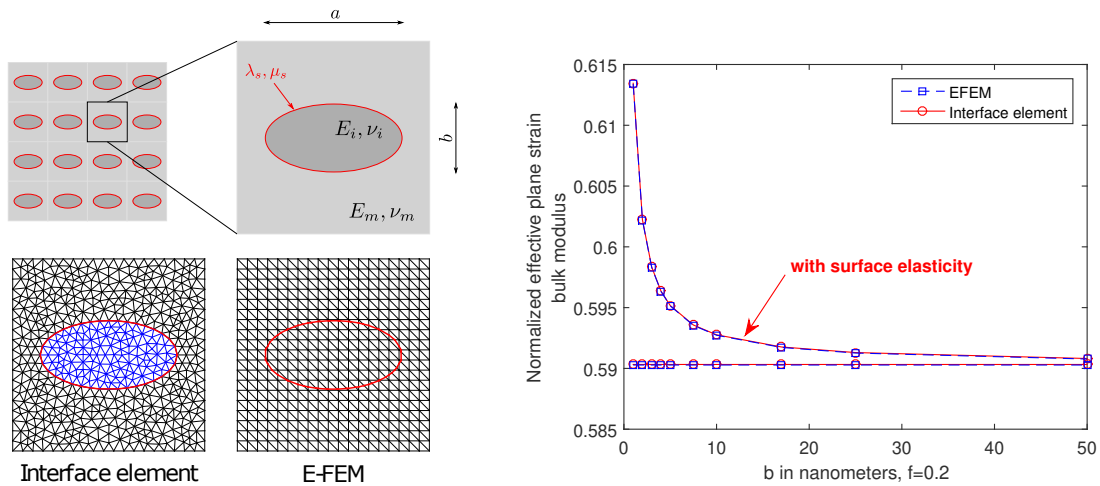 a
λs, μs
Ei, νi
b
Em, νm
Interface element
E-FEM
0.615
0.61
0.605
0.6
0.595
0.59
0.585
Normalized effective plane strain
bulk modulus
EFEM
Interface element
with surface elasticity
0
10
20
30
40
50
b in nanometers, f=0.2